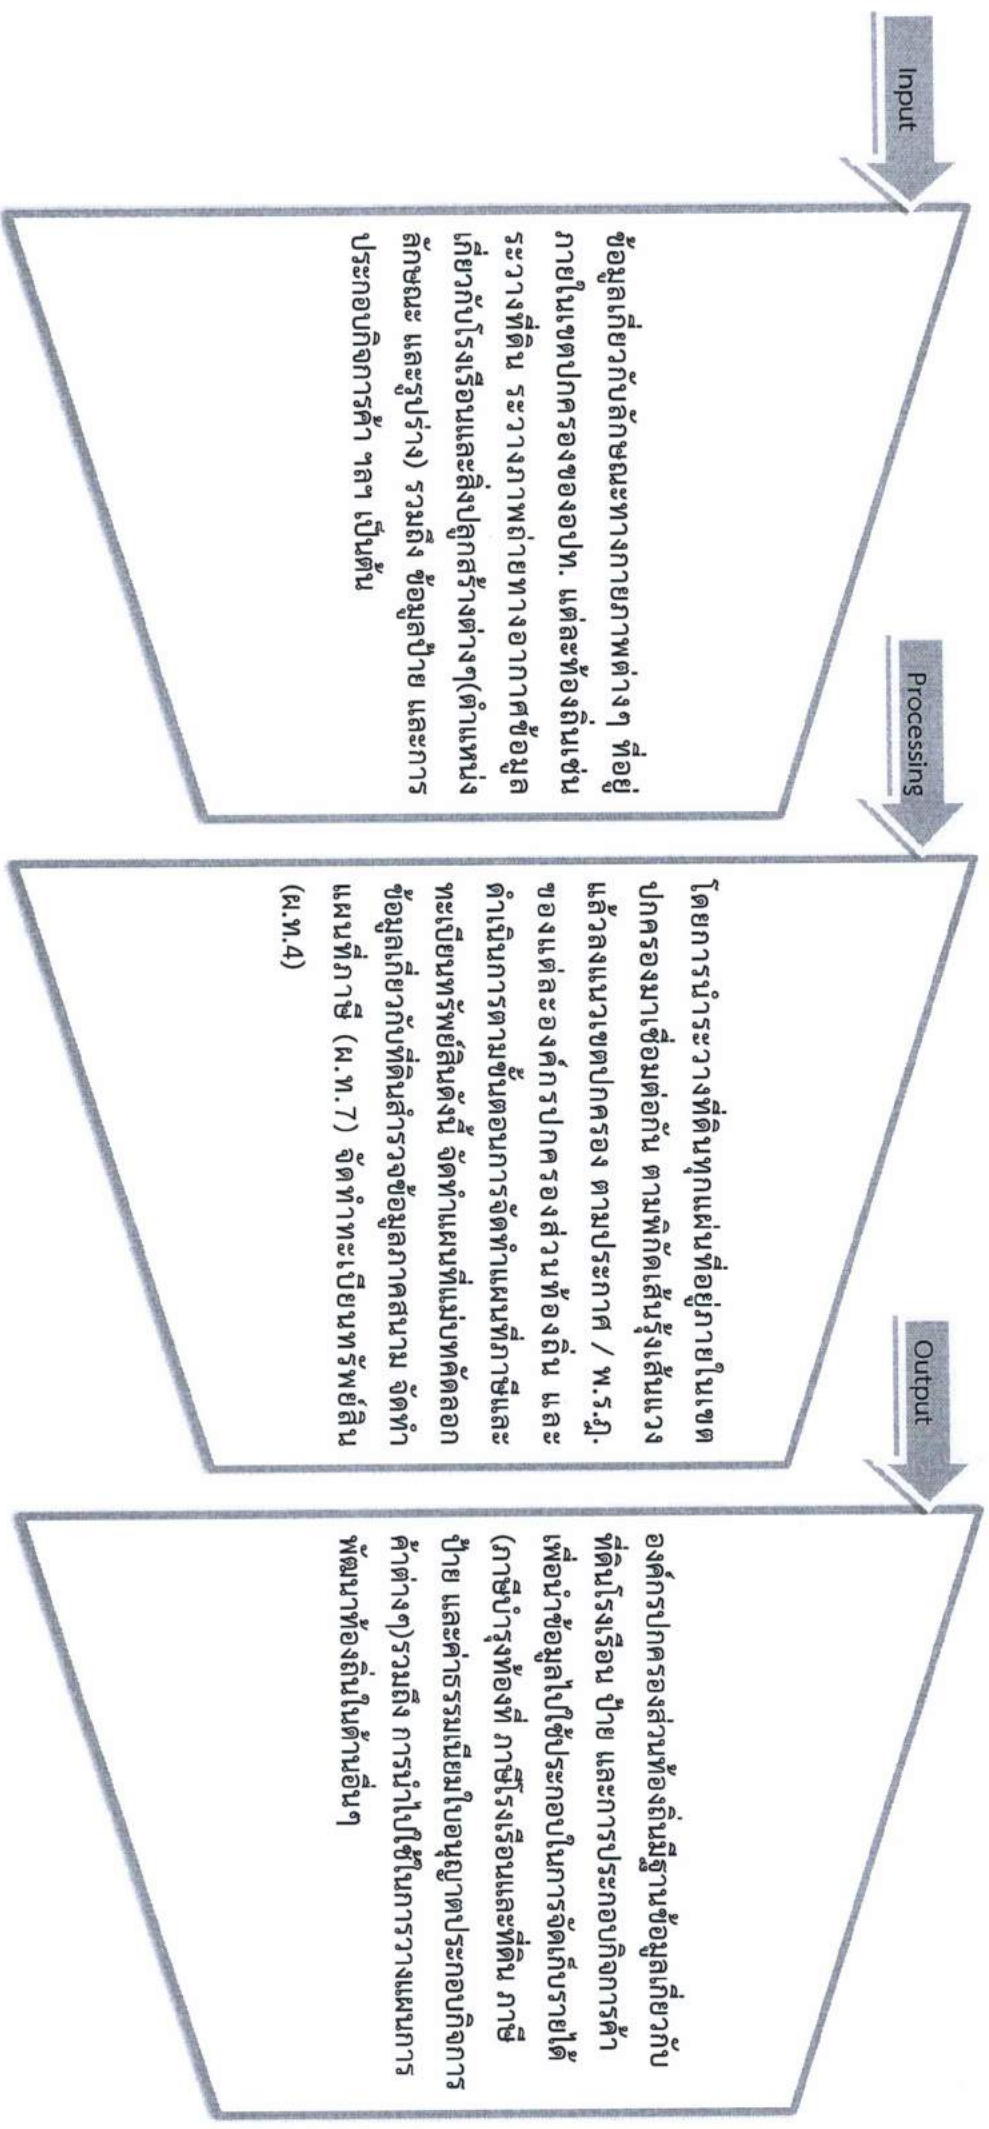 Input
ข้อมูลเกี่ยวกับลักษณะทางกายภาพต่างๆ ที่อยู่
ภายในเขตปกครองของอปท. แต่ละท้องถิ่นเช่น
ระวางที่ดิน ระวางภาพถ่ายทางอากาศข้อมูล
เกี่ยวกับโรงเรือนและสิ่งปลูกสร้างต่างๆ(ตำแหน่ง
ลักษณะ และรูปร่าง) รวมถึง ข้อมูลป้าย และการ
ประกอบกิจการค้า ฯลฯ เป็นต้น
Processing
โดยการนำระวางที่ดินทุกแผ่นที่อยู่ภายในเขต
ปกครองมาเชื่อมต่อกัน ตามพิกัดเส้นรุ้งเส้นแวง
แล้วลงแนวเขตปกครอง ตามประกาศ / พ.ร.ฎ.
ของแต่ละองค์กรปกครองส่วนท้องถิ่น และ
ดำเนินการตามขั้นตอนการจัดทำแผนที่ภาษีและ
ทะเบียนทรัพย์สินดังนี้ จัดทำแผนที่แม่บทคัดลอก
ข้อมูลเกี่ยวกับที่ดินสำรวจข้อมูลภาคสนาม จัดทำ
แผนที่ภาษี (ผ.ท.7) จัดทำทะเบียนทรัพย์สิน
(ผ.ท.4)
Output
องค์กรปกครองส่วนท้องถิ่นมีฐานข้อมูลเกี่ยวกับ
ที่ดินโรงเรือน ป้าย และการประกอบกิจการค้า
เพื่อนำข้อมูลไปใช้ประกอบในการจัดเก็บรายได้
(ภาษีบำรุงท้องที่ ภาษีโรงเรือนและที่ดิน ภาษี
ป้าย และค่าธรรมเนียมใบอนุญาตประกอบกิจการ
ค้าต่างๆ)รวมถึง การนำไปใช้ในการวางแผนการ
พัฒนาท้องถิ่นในด้านอื่นๆ